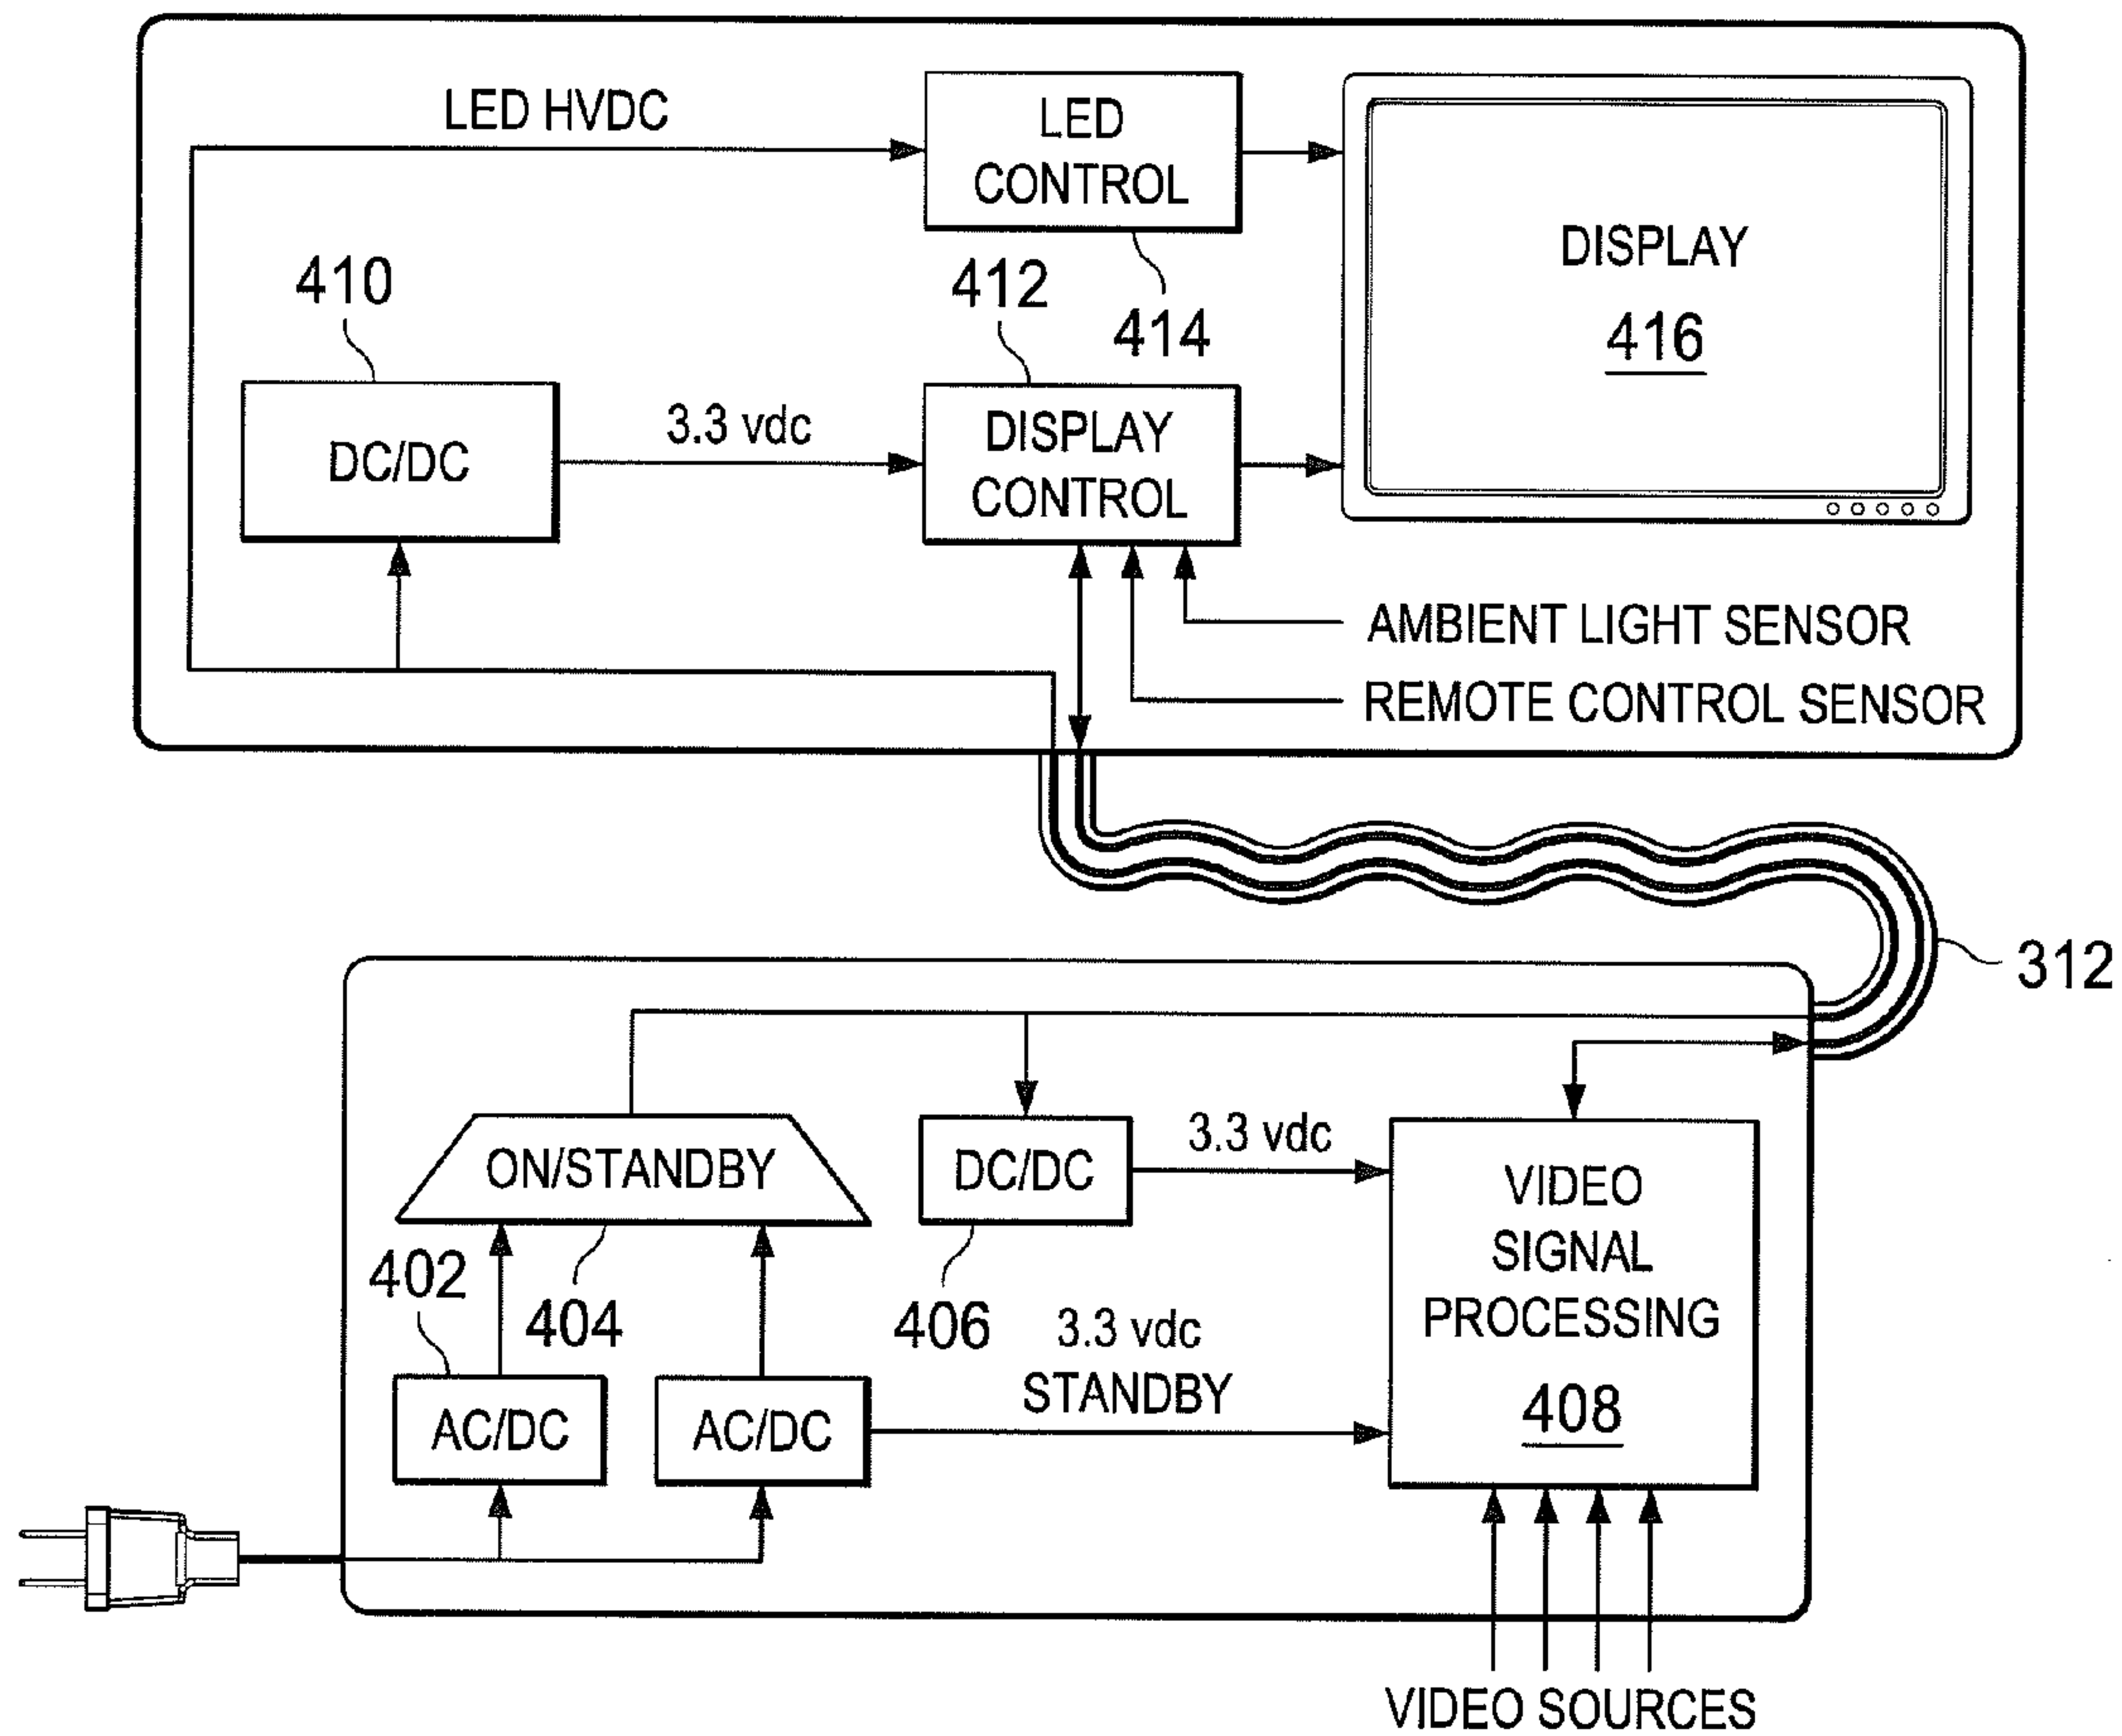 LED HVDC
LED
CONTROL
414
DISPLAY
416
410
DC/DC
3.3 vdc
412
DISPLAY
CONTROL
AMBIENT LIGHT SENSOR
REMOTE CONTROL SENSOR
312
ON/STANDBY
404
402
AC/DC
AC/DC
DC/DC
406
3.3 vdc
3.3 vdc
STANDBY
VIDEO
SIGNAL
PROCESSING
408
VIDEO SOURCES